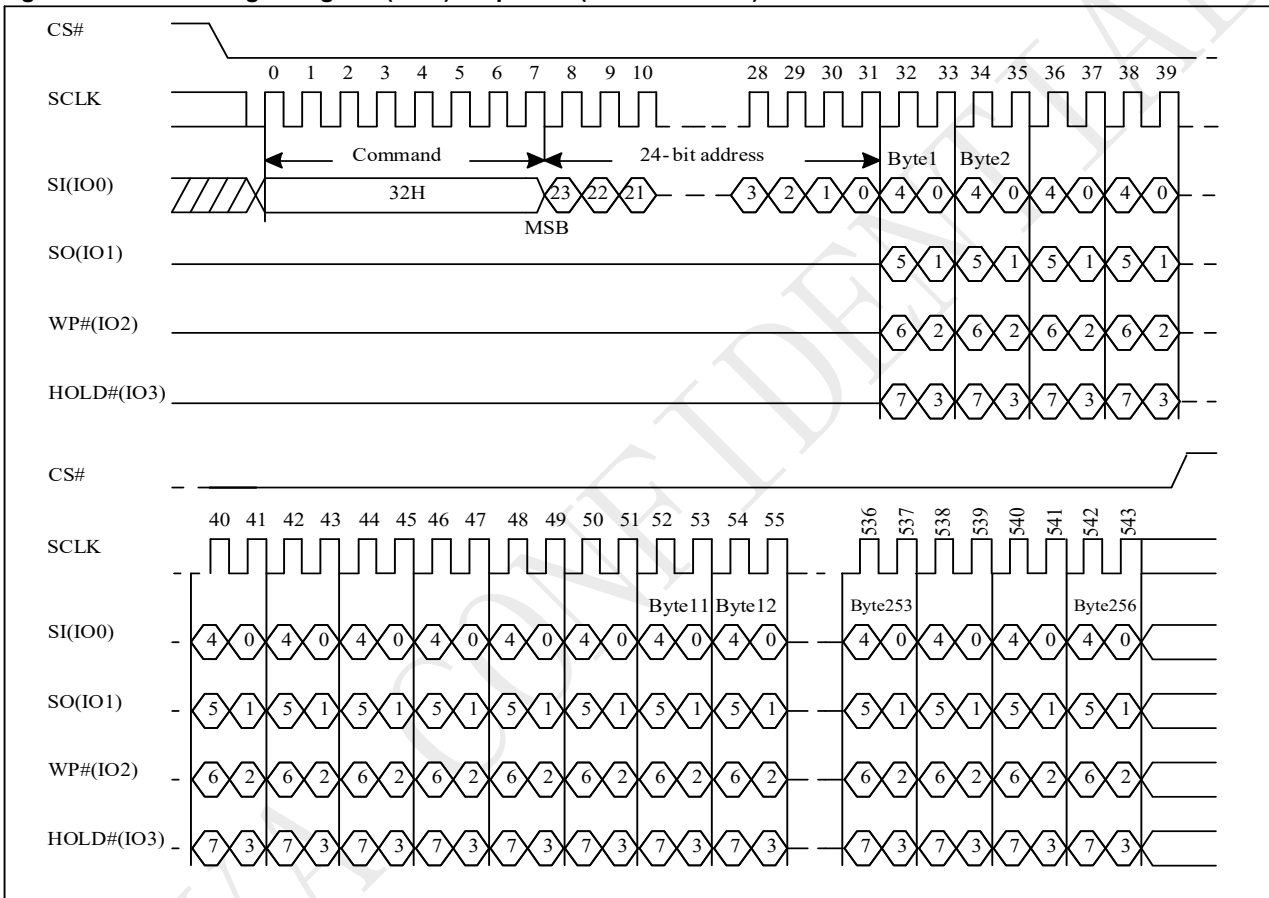 CS#
0 1 2 3 4 5 6 7 8 9 10 28 29 30 31 32 33 34 35 36 37 38 39
SCLK
Command 24-bit address Byte1 Byte2
SI(IO0) 32H 23 22 21 3 2 1 0 4 0 4 0 4 0 4 0
MSB
SO(IO1) 5 1 5 1 5 1 5 1
WP#(IO2) 6 2 6 2 6 2 6 2
HOLD#(IO3) 7 3 7 3 7 3 7 3
CS#
40 41 42 43 44 45 46 47 48 49 50 51 52 53 54 55 536 537 538 539 540 541 542 543
SCLK
Byte11 Byte12 Byte253 Byte256
SI(IO0) 4 0 4 0 4 0 4 0 4 0 4 0 4 0 4 0 4 0 4 0 4 0 4 0
SO(IO1) 5 1 5 1 5 1 5 1 5 1 5 1 5 1 5 1 5 1 5 1 5 1 5 1
WP#(IO2) 6 2 6 2 6 2 6 2 6 2 6 2 6 2 6 2 6 2 6 2 6 2 6 2
HOLD#(IO3) 7 3 7 3 7 3 7 3 7 3 7 3 7 3 7 3 7 3 7 3 7 3 7 3
CONFIDENTIAL